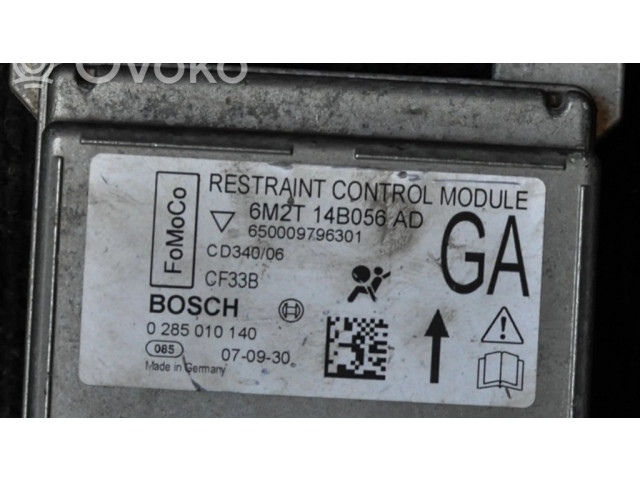 Ovoko
RESTRAINT CONTROL MODULE
FoMoCo
6M2T 14B056 AD
650009796301
GA
CD340/06
CF33B
BOSCH
0 285 010 140
085 07-09-30
Made in Germany